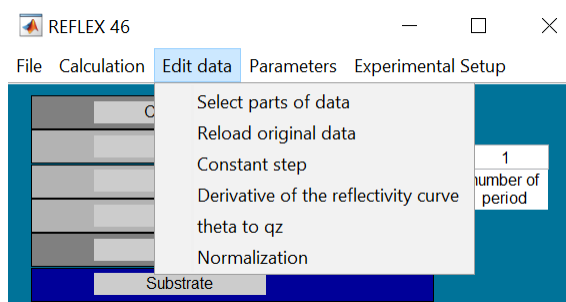 REFLEX 46
File Calculation Edit data Parameters Experimental Setup
Select parts of data
Reload original data
Constant step
Derivative of the reflectivity curve
theta to qz
Normalization
1
number of
period
Substrate